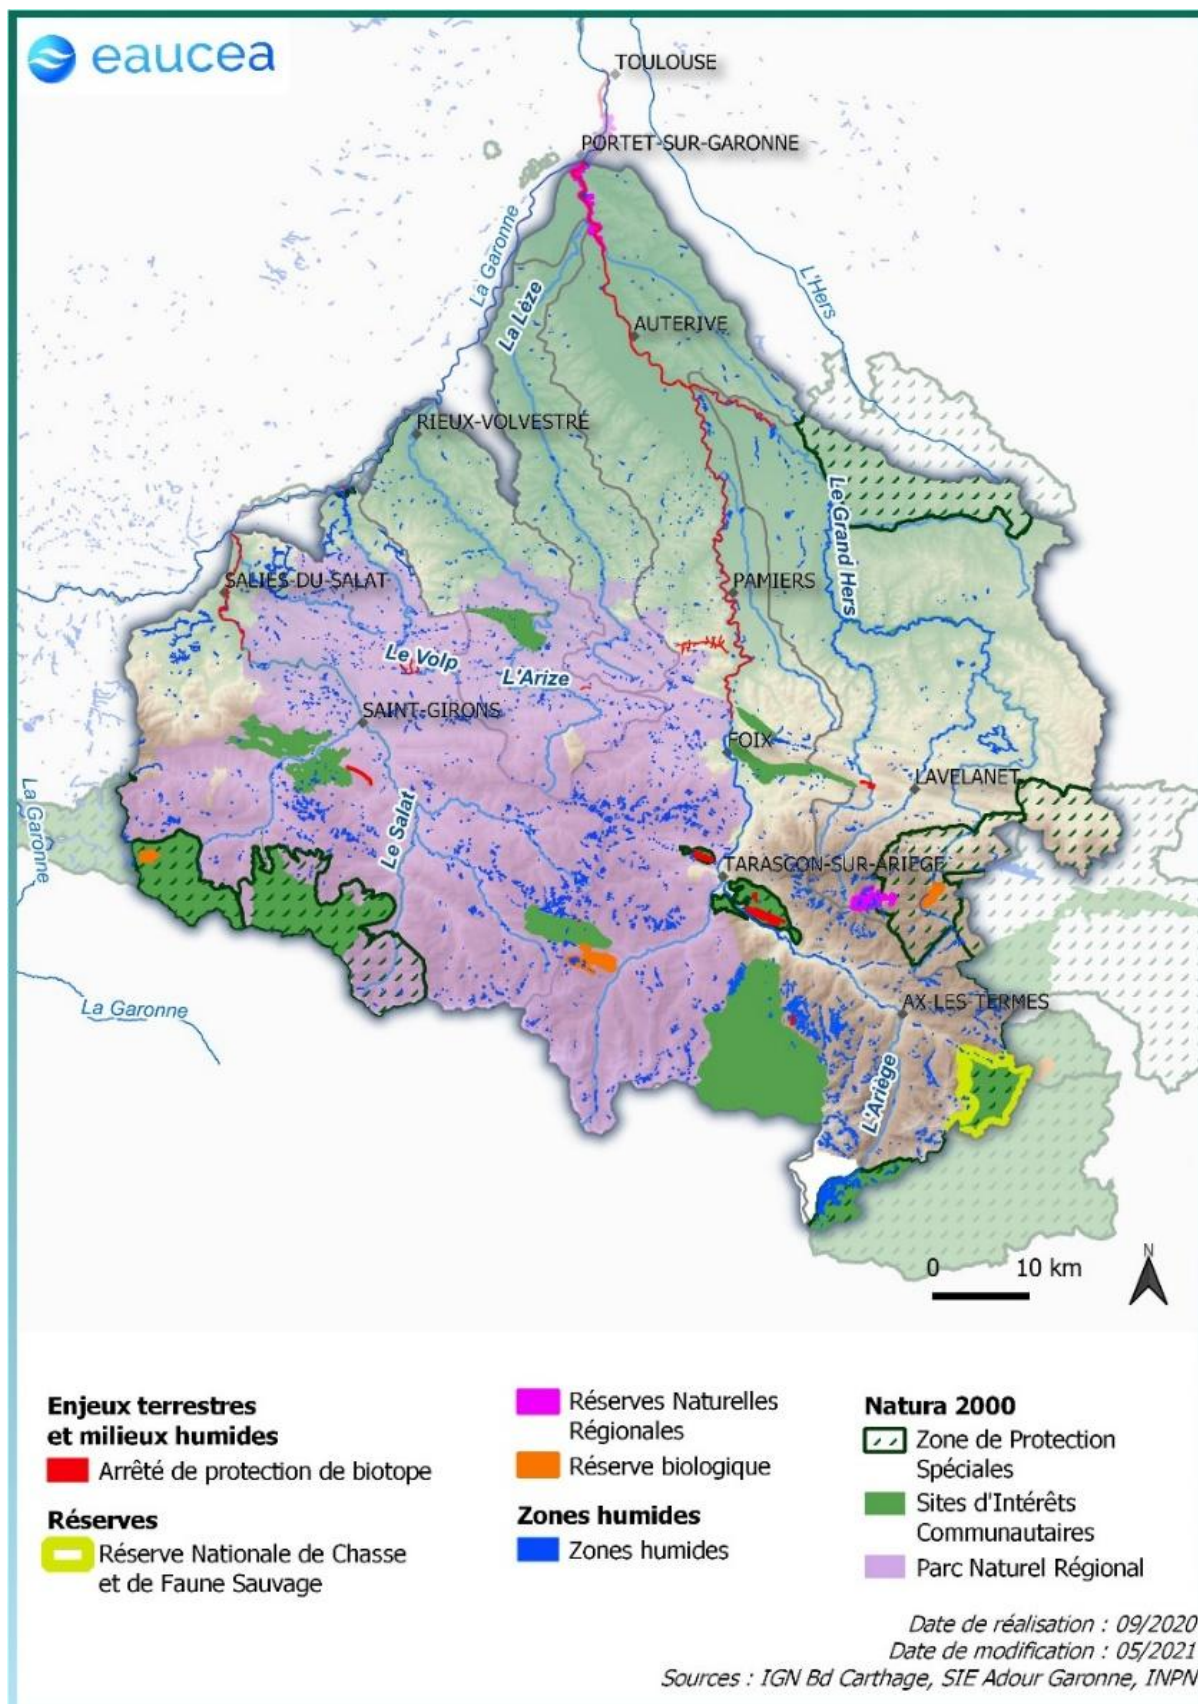 eaucea
TOULOUSE
PORTET-SUR-GARONNE
La Garonne
L'Hers
La Lèze
AUTERIVE
RIEUX-VOLVESTRE
Le Grand Hers
SALIES-DU-SALAT
PAMIERS
Le Volp
L'Arize
SAINT-GIRONS
FOIX
LAVELANET
La Garonne
Le Salat
TARASCON-SUR-ARIEGE
La Garonne
AX-LES-TERMES
L'Ariège
0 10 km
N
Enjeux terrestres
et milieux humides
Arrêté de protection de biotope
Réserves
Réserve Nationale de Chasse
et de Faune Sauvage
Réserves Naturelles
Régionales
Réserve biologique
Zones humides
Zones humides
Natura 2000
Zone de Protection
Spéciales
Sites d'Intérêts
Communautaires
Parc Naturel Régional
Date de réalisation : 09/2020
Date de modification : 05/2021
Sources : IGN Bd Carthage, SIE Adour Garonne, INPN